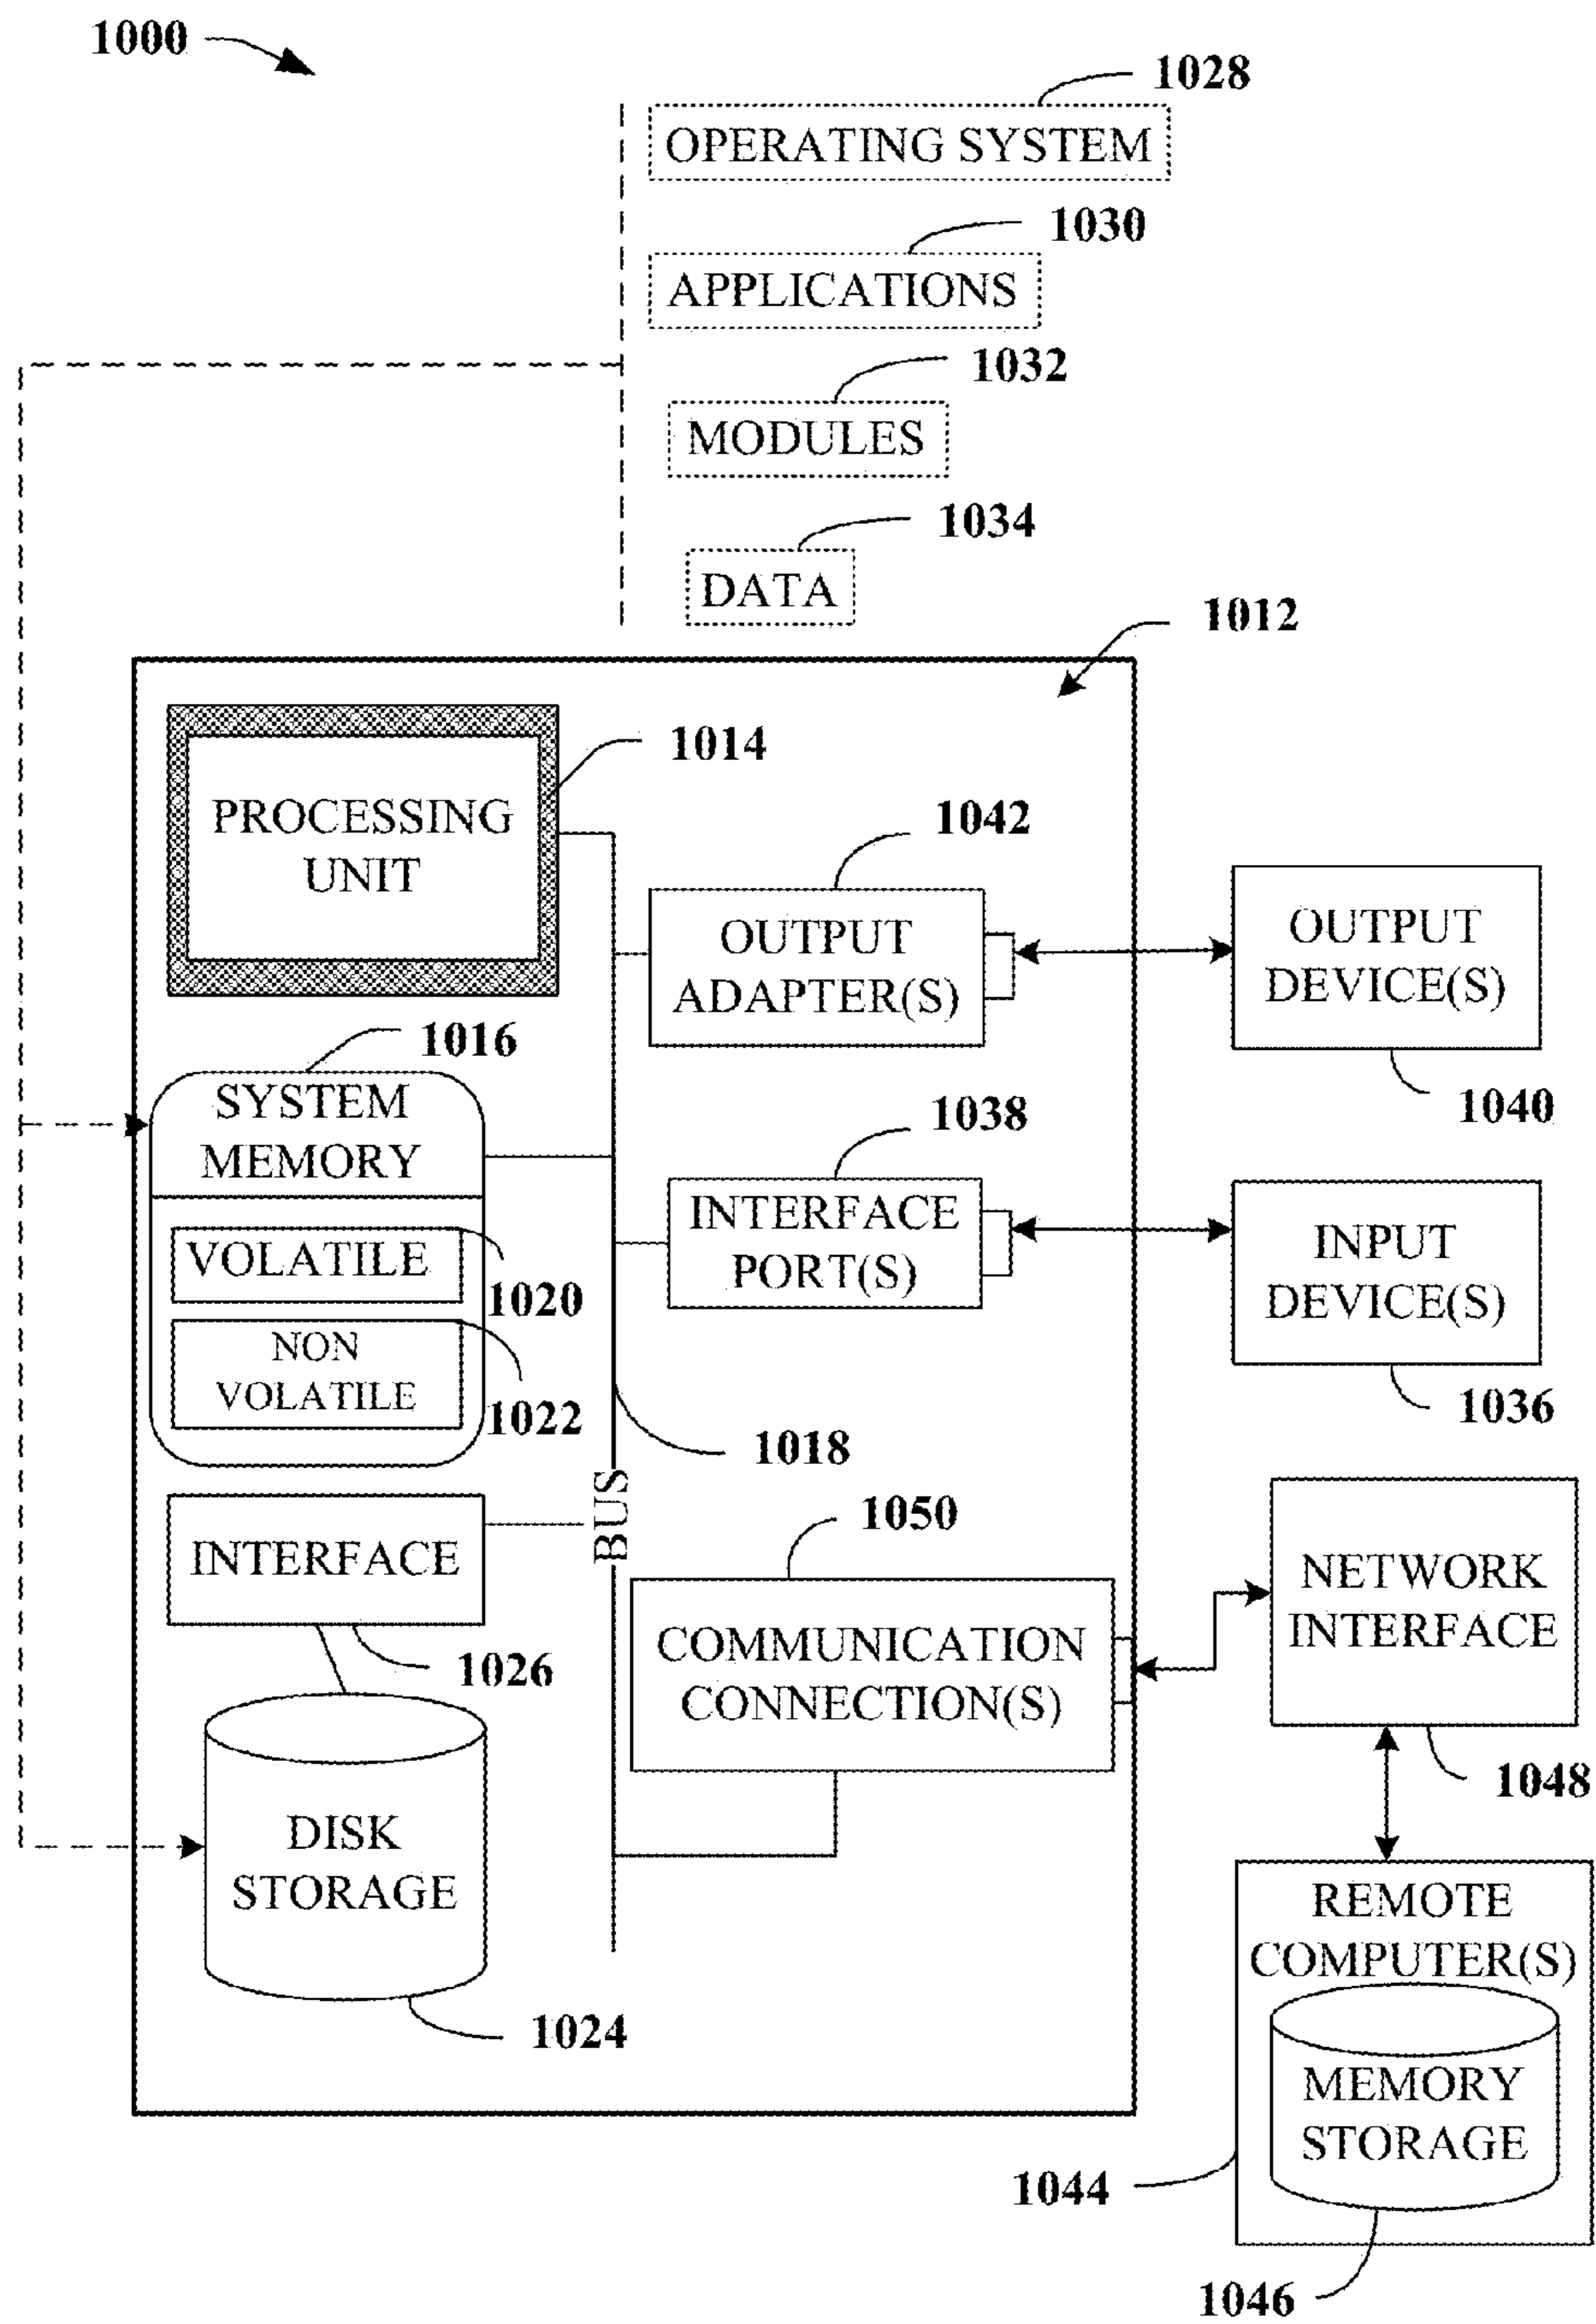 1000
1028
OPERATING SYSTEM
1030
APPLICATIONS
1032
MODULES
1034
DATA
1012
1014
PROCESSING
UNIT
1042
OUTPUT
ADAPTER(S)
OUTPUT
DEVICE(S)
1040
1016
SYSTEM
MEMORY
VOLATILE
1020
NON
VOLATILE
1022
1038
INTERFACE
PORT(S)
INPUT
DEVICE(S)
1036
1018
BUS
INTERFACE
1026
1050
COMMUNICATION
CONNECTION(S)
NETWORK
INTERFACE
1048
DISK
STORAGE
1024
REMOTE
COMPUTER(S)
MEMORY
STORAGE
1044
1046